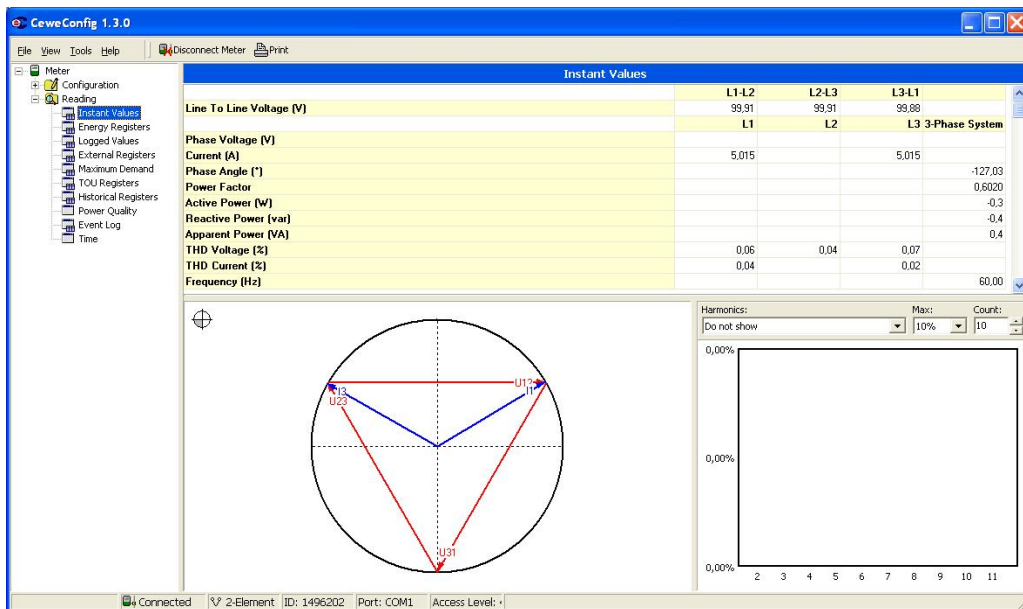 CeweConfig 1.3.0
File View Tools Help Disconnect Meter Print
Meter
Configuration
Reading
Instant Values
Energy Registers
Logged Values
External Registers
Maximum Demand
TOU Registers
Historical Registers
Power Quality
Event Log
Time
Instant Values
L1-L2 L2-L3 L3-L1
Line To Line Voltage (V) 99,91 99,91 99,88
L1 L2 L3 3-Phase System
Phase Voltage (V)
Current (A) 5,015 5,015
Phase Angle (°) -127,03
Power Factor 0,6020
Active Power (W) -0,3
Reactive Power (var) -0,4
Apparent Power (VA) 0,4
THD Voltage (%) 0,06 0,04 0,07
THD Current (%) 0,04 0,02
Frequency (Hz) 60,00
U12
I1
I3
U23
U31
Harmonics: Max: Count:
Do not show 10% 10
0,00%
0,00%
0,00%
2 3 4 5 6 7 8 9 10 11
Connected 2-Element ID: 1496202 Port: COM1 Access Level: